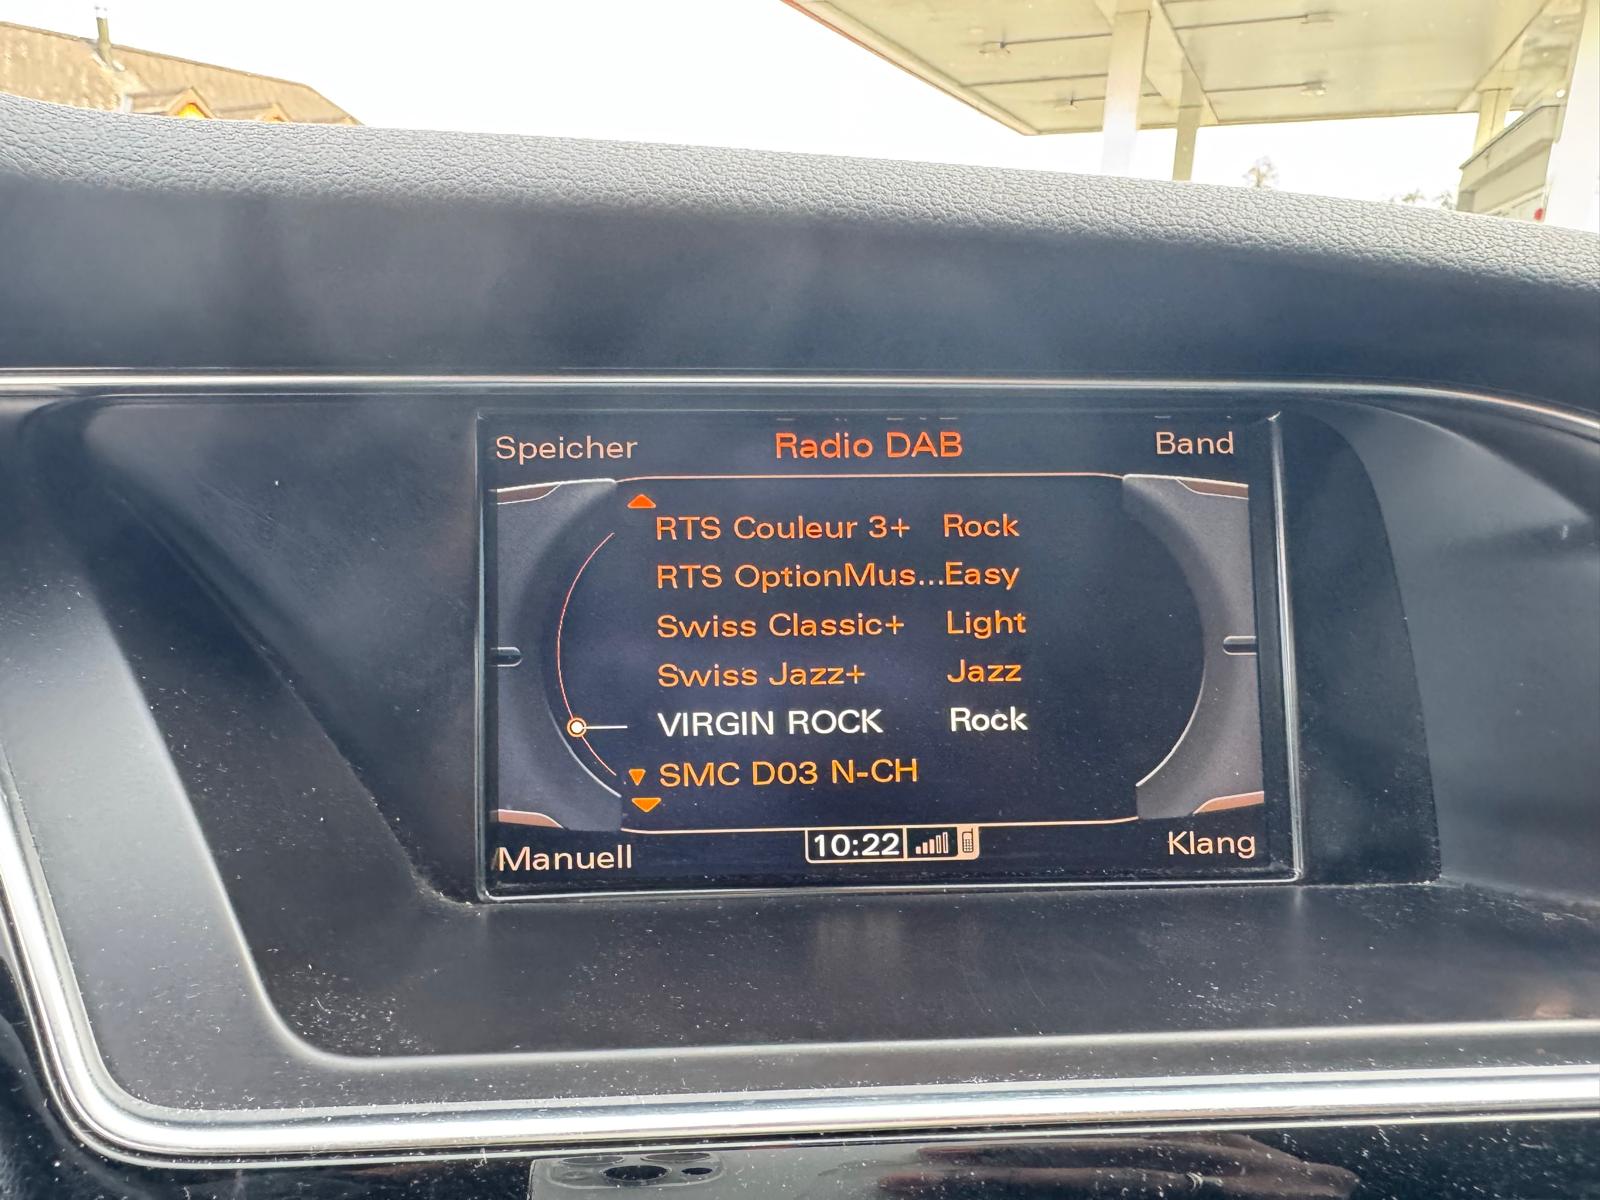 Speicher Radio DAB Band
RTS Couleur 3+ Rock
RTS OptionMus...Easy
Swiss Classic+ Light
Swiss Jazz+ Jazz
VIRGIN ROCK Rock
SMC D03 N-CH
Manuell 10:22 Klang